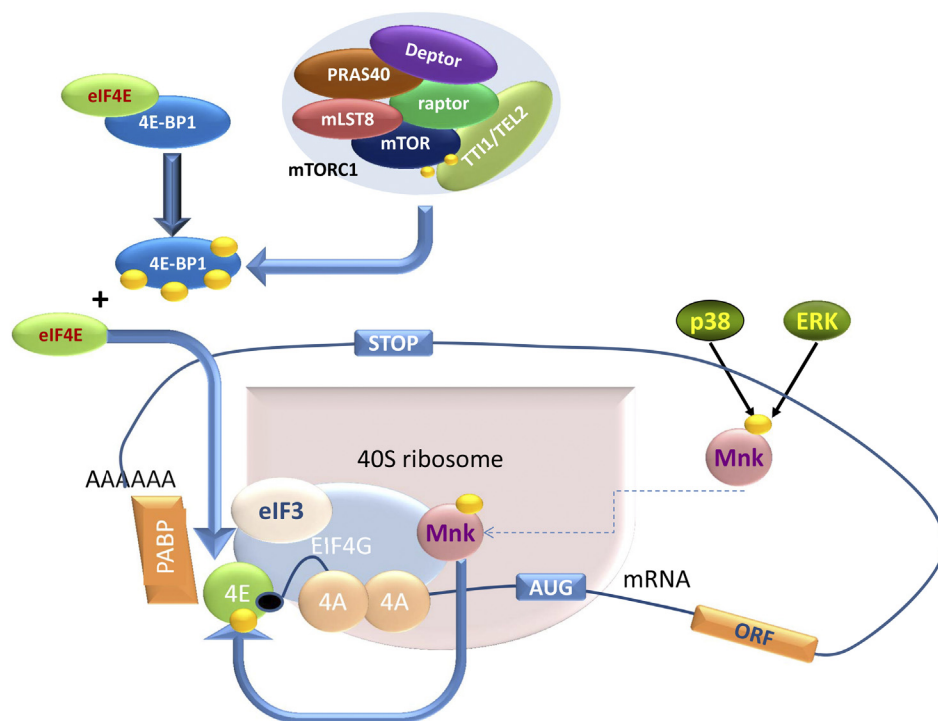 Deptor
PRAS40
eIF4E
raptor
4E-BP1
mLST8
mTOR
TTI1/TEL2
mTORC1
4E-BP1
+
eIF4E
p38
ERK
STOP
Mnk
40S ribosome
AAAAAA
eIF3
Mnk
PABP
EIF4G
mRNA
4E
4A
4A
AUG
ORF